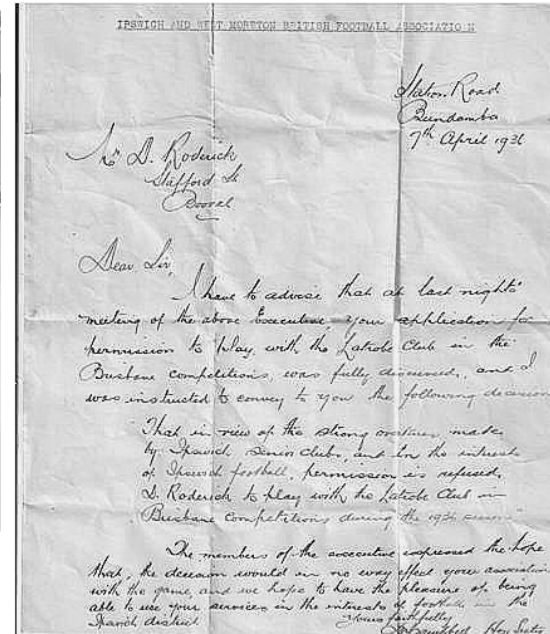 IPSWICH AND WEST MORETON BRITISH FOOTBALL ASSOCIATION
Station Road
Bundamba
7th April 1936
Mr D. Roderick
Stafford St
Booval
Dear Sir,
I have to advise that at last night's
meeting of the above Executive, your application for
permission to play with the Latrobe Club in the
Brisbane competitions, was fully discussed, and I
was instructed to convey to you the following decision
"That in view of the strong made
by Ipswich senior clubs, and in the interests
of Ipswich football, permission is refused,
D. Roderick to play with the Latrobe Club in
Brisbane Competitions during the 1936 season"
The members of the executive expressed the hope
that, the decision would in no way effect your association
with the game, and we hope to have the pleasure of being
able to use your services in the interests of football in the
Ipswich district.
Yours faithfully
Hon Secty